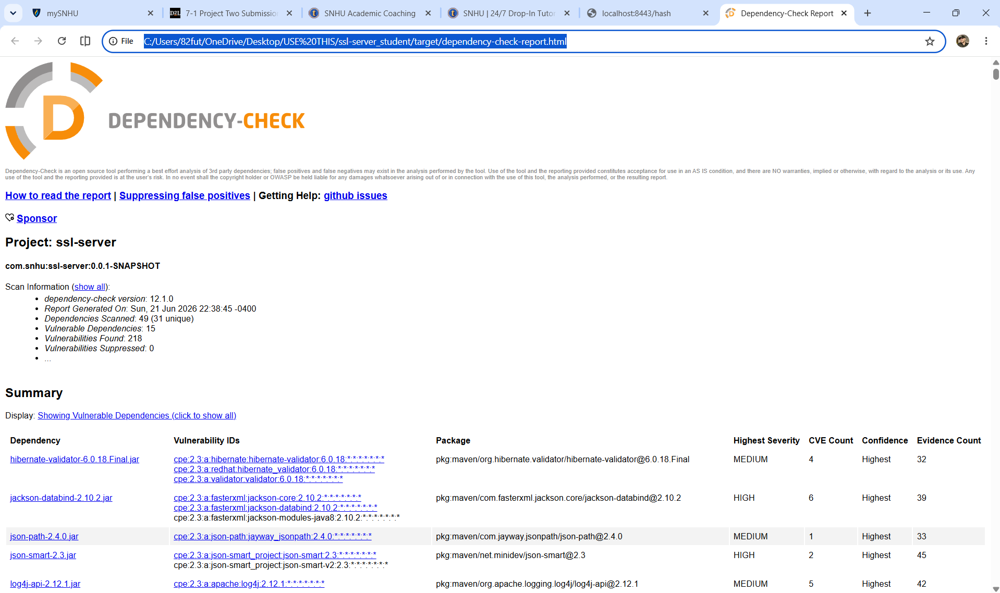 mySNHU
7-1 Project Two Submissio
SNHU Academic Coaching
SNHU | 24/7 Drop-In Tutor
localhost:8443/hash
Dependency-Check Report
File
C:/Users/82fut/OneDrive/Desktop/USE%20THIS/ssl-server_student/target/dependency-check-report.html
DEPENDENCY-CHECK
Dependency-Check is an open source tool performing a best effort analysis of 3rd party dependencies; false positives and false negatives may exist in the analysis performed by the tool. Use of the tool and the reporting provided constitutes acceptance for use in an AS IS condition, and there are NO warranties, implied or otherwise, with regard to the analysis or its use. Any
use of the tool and the reporting provided is at the user's risk. In no event shall the copyright holder or OWASP be held liable for any damages whatsoever arising out of or in connection with the use of this tool, the analysis performed, or the resulting report.
How to read the report | Suppressing false positives | Getting Help: github issues
Sponsor
Project: ssl-server
com.snhu:ssl-server:0.0.1-SNAPSHOT
Scan Information (show all):
• dependency-check version: 12.1.0
• Report Generated On: Sun, 21 Jun 2026 22:38:45 -0400
• Dependencies Scanned: 49 (31 unique)
• Vulnerable Dependencies: 15
• Vulnerabilities Found: 218
• Vulnerabilities Suppressed: 0
• ...
Summary
Display: Showing Vulnerable Dependencies (click to show all)
Dependency Vulnerability IDs Package Highest Severity CVE Count Confidence Evidence Count
hibernate-validator-6.0.18.Final.jar cpe:2.3:a:hibernate:hibernate-validator:6.0.18:*:*:*:*:*:*:* pkg:maven/org.hibernate.validator/hibernate-validator@6.0.18.Final MEDIUM 4 Highest 32
cpe:2.3:a:redhat:hibernate_validator:6.0.18:*:*:*:*:*:*:*
cpe:2.3:a:validator:validator:6.0.18:*:*:*:*:*:*:*
jackson-databind-2.10.2.jar cpe:2.3:a:fasterxml:jackson-core:2.10.2:*:*:*:*:*:*:* pkg:maven/com.fasterxml.jackson.core/jackson-databind@2.10.2 HIGH 6 Highest 39
cpe:2.3:a:fasterxml:jackson-databind:2.10.2:*:*:*:*:*:*:*
cpe:2.3:a:fasterxml:jackson-modules-java8:2.10.2:*:*:*:*:*:*:*
json-path-2.4.0.jar cpe:2.3:a:json-path:jayway_jsonpath:2.4.0:*:*:*:*:*:*:* pkg:maven/com.jayway.jsonpath/json-path@2.4.0 MEDIUM 1 Highest 33
json-smart-2.3.jar cpe:2.3:a:json-smart_project:json-smart:2.3:*:*:*:*:*:*:* pkg:maven/net.minidev/json-smart@2.3 HIGH 2 Highest 45
cpe:2.3:a:json-smart_project:json-smart-v2:2.3:*:*:*:*:*:*:*
log4j-api-2.12.1.jar cpe:2.3:a:apache:log4j:2.12.1:*:*:*:*:*:*:* pkg:maven/org.apache.logging.log4j/log4j-api@2.12.1 MEDIUM 5 Highest 42